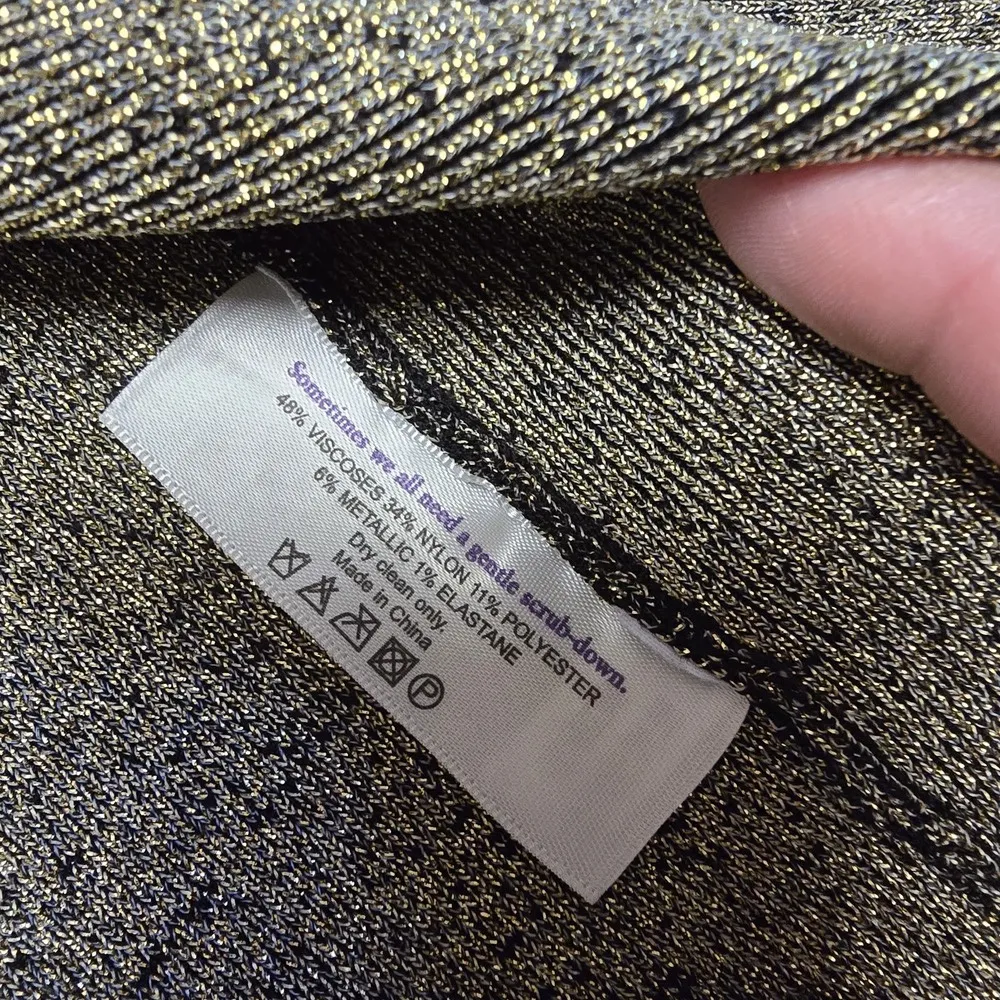 Sometimes we all need a gentle scrub-down.
48% VISCOSES 34% NYLON 11% POLYESTER
6% METALLIC 1% ELASTANE
Dry clean only.
Made in China
P